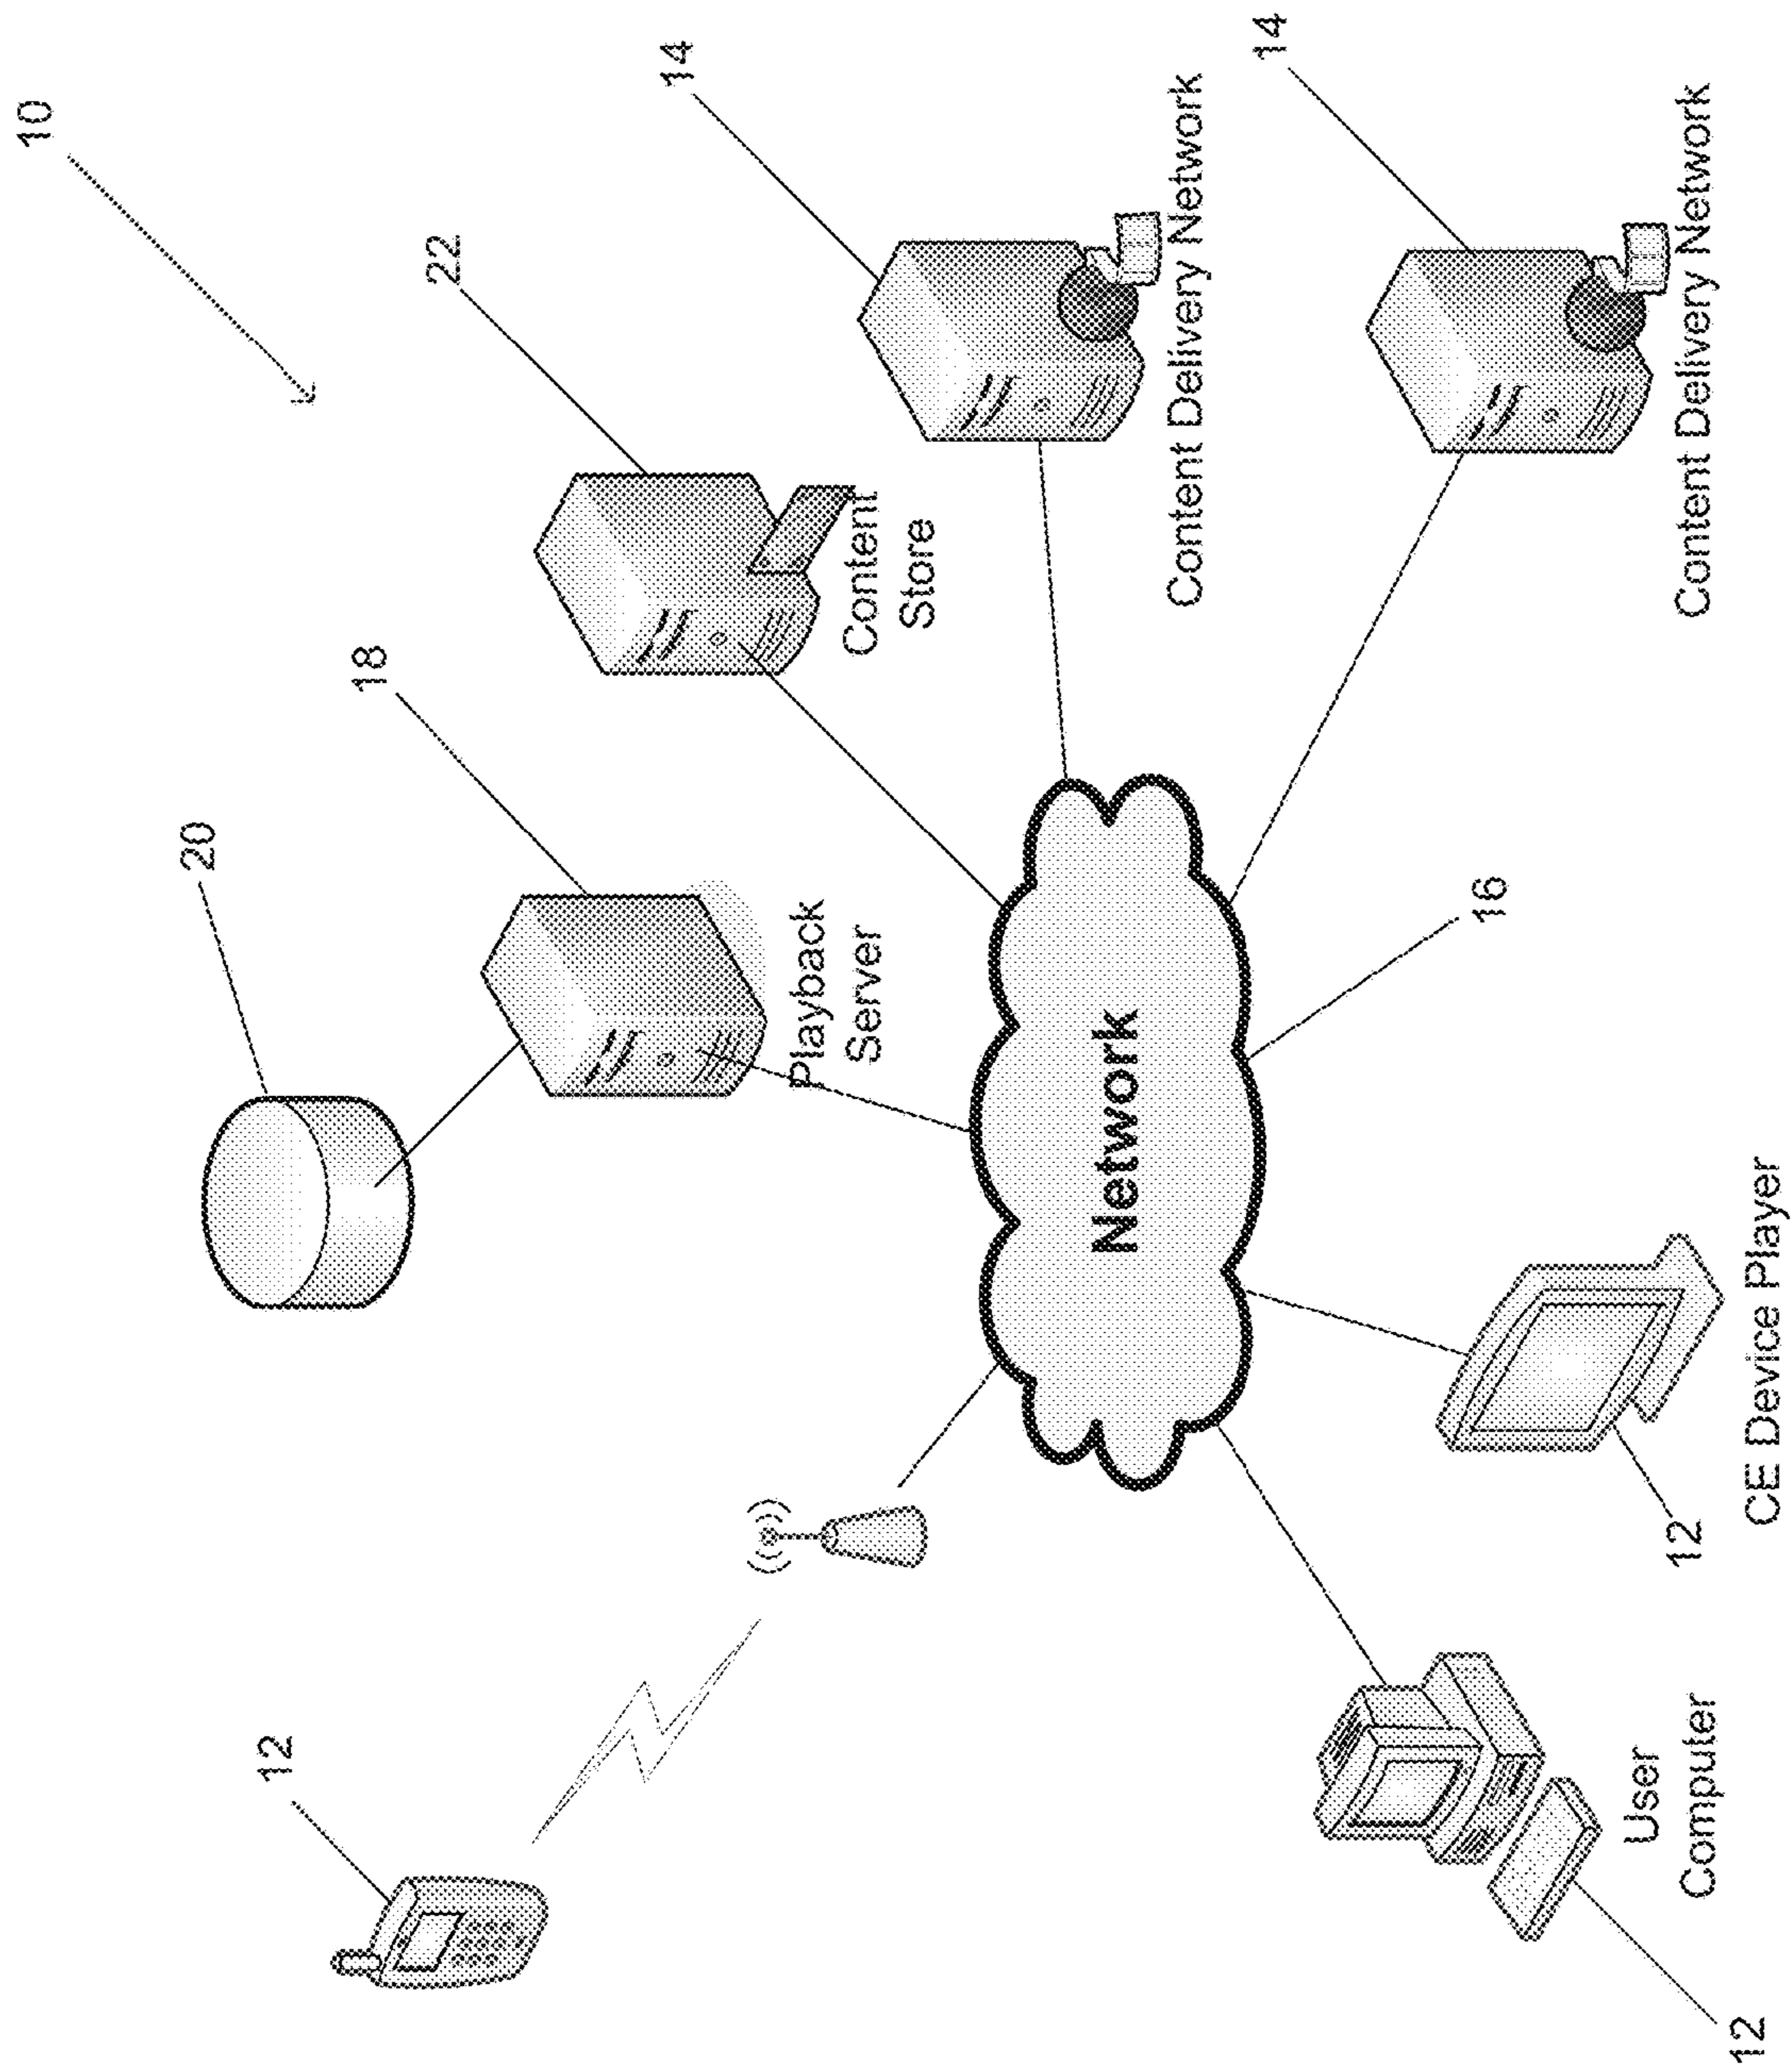 10
12
20
18
22
14
Playback
Server
Content
Store
Content Delivery Network
14
Content Delivery Network
Network
16
12
User
Computer
12
CE Device Player